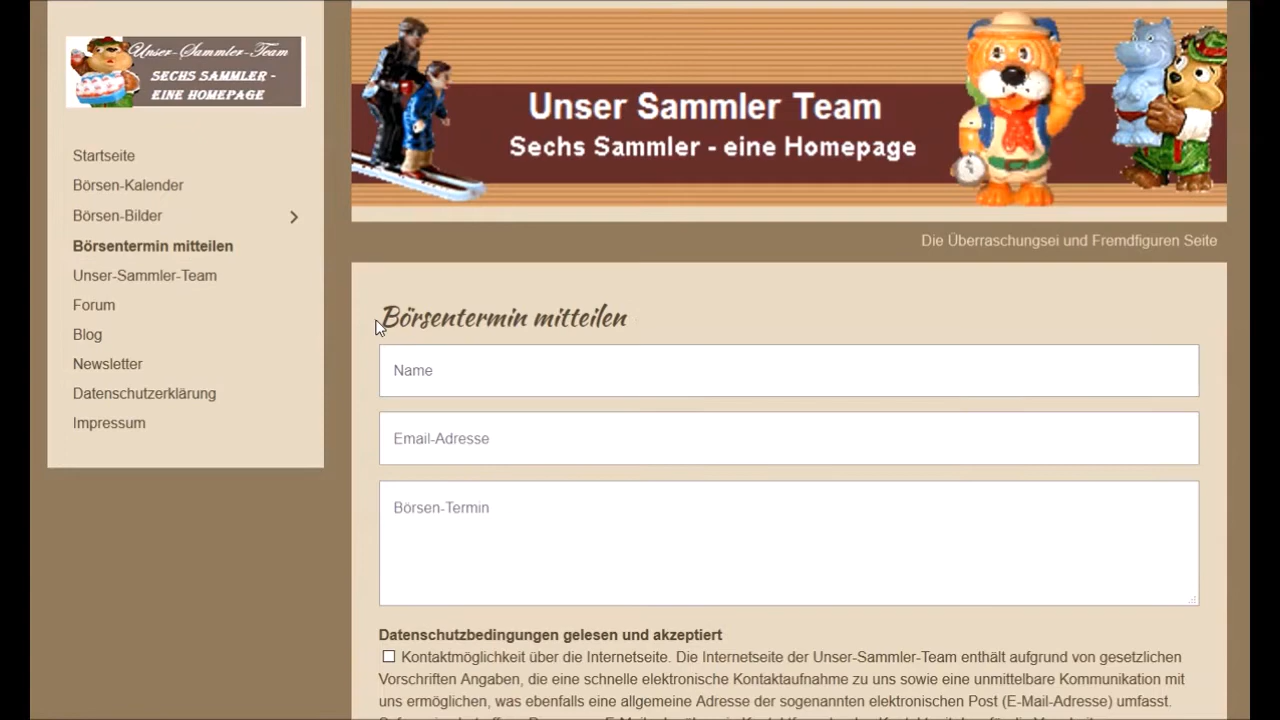 Unser-Sammler-Team
SECHS SAMMLER -
EINE HOMEPAGE
Startseite
Börsen-Kalender
Börsen-Bilder
Börsentermin mitteilen
Unser-Sammler-Team
Forum
Blog
Newsletter
Datenschutzerklärung
Impressum
Unser Sammler Team
Sechs Sammler - eine Homepage
Die Überraschungsei und Fremdfiguren Seite
Börsentermin mitteilen
Name
Email-Adresse
Börsen-Termin
Datenschutzbedingungen gelesen und akzeptiert
Kontaktmöglichkeit über die Internetseite. Die Internetseite der Unser-Sammler-Team enthält aufgrund von gesetzlichen
Vorschriften Angaben, die eine schnelle elektronische Kontaktaufnahme zu uns sowie eine unmittelbare Kommunikation mit
uns ermöglichen, was ebenfalls eine allgemeine Adresse der sogenannten elektronischen Post (E-Mail-Adresse) umfasst.